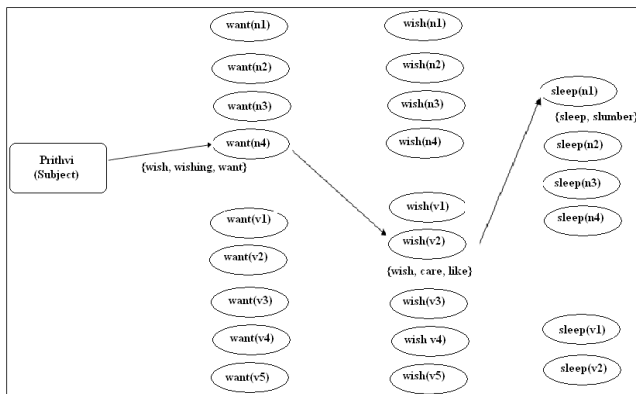 want(n1)
want(n2)
want(n3)
want(n4)
Prithvi
(Subject)
{wish, wishing, want}
want(v1)
want(v2)
want(v3)
want(v4)
want(v5)
wish(n1)
wish(n2)
wish(n3)
wish(n4)
wish(v1)
wish(v2)
{wish, care, like}
wish(v3)
wish v4)
wish(v5)
sleep(n1)
{sleep, slumber}
sleep(n2)
sleep(n3)
sleep(n4)
sleep(v1)
sleep(v2)